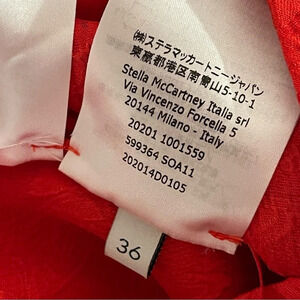 ㈱ステラマッカートニージャパン
東京都港区南青山5-10-1
Stella McCartney Italia srl
Via Vincenzo Forcella 5
20144 Milano - Italy
20201 1001559
599364 SOA11
202014D0105
36